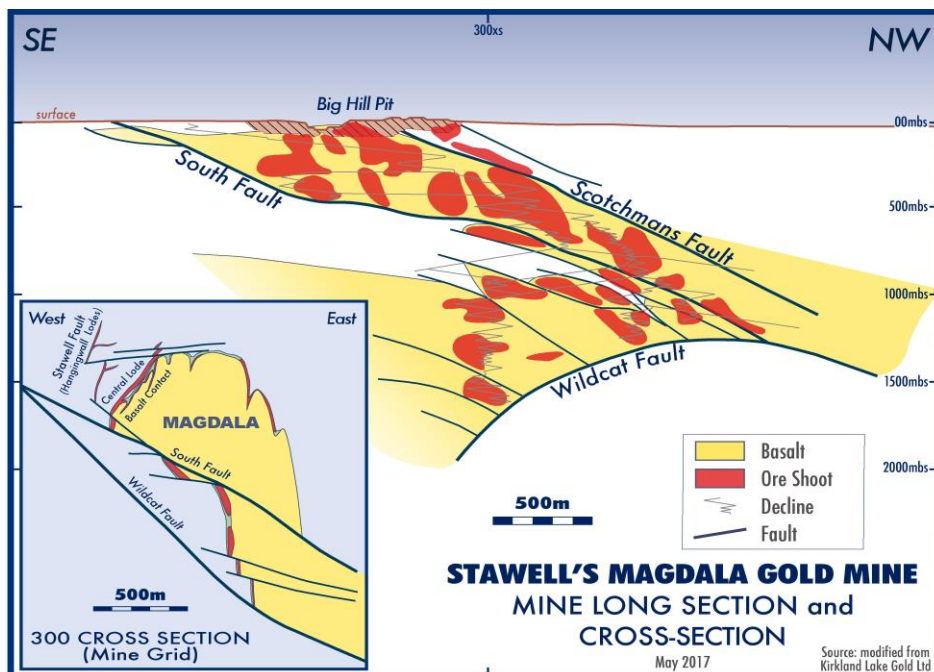 SE
300xs
NW
Big Hill Pit
surface
00mbs
South Fault
Scotchmans Fault
500mbs
1000mbs
Wildcat Fault
1500mbs
2000mbs
West
East
Stawell Fault
(Hangingwall Lodes)
Central Lode
Basalt Contact
MAGDALA
South Fault
Wildcat Fault
500m
300 CROSS SECTION
(Mine Grid)
Basalt
Ore Shoot
Decline
Fault
500m
STAWELL'S MAGDALA GOLD MINE
MINE LONG SECTION and
CROSS-SECTION
May 2017
Source: modified from
Kirkland Lake Gold Ltd